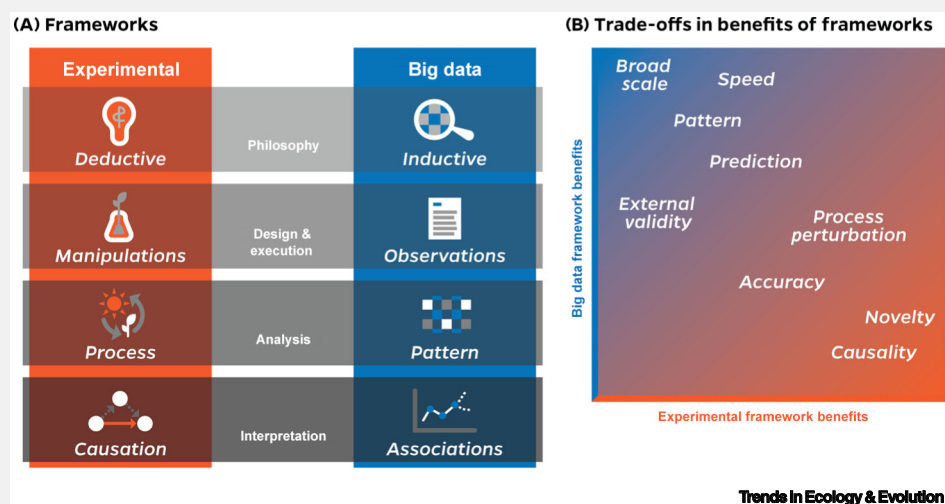 (A) Frameworks
Experimental
Big data
Deductive
Philosophy
Inductive
Manipulations
Design &
execution
Observations
Process
Analysis
Pattern
Causation
Interpretation
Associations
(B) Trade-offs in benefits of frameworks
Big data framework benefits
Broad
scale
Speed
Pattern
Prediction
External
validity
Process
perturbation
Accuracy
Novelty
Causality
Experimental framework benefits
Trends in Ecology & Evolution